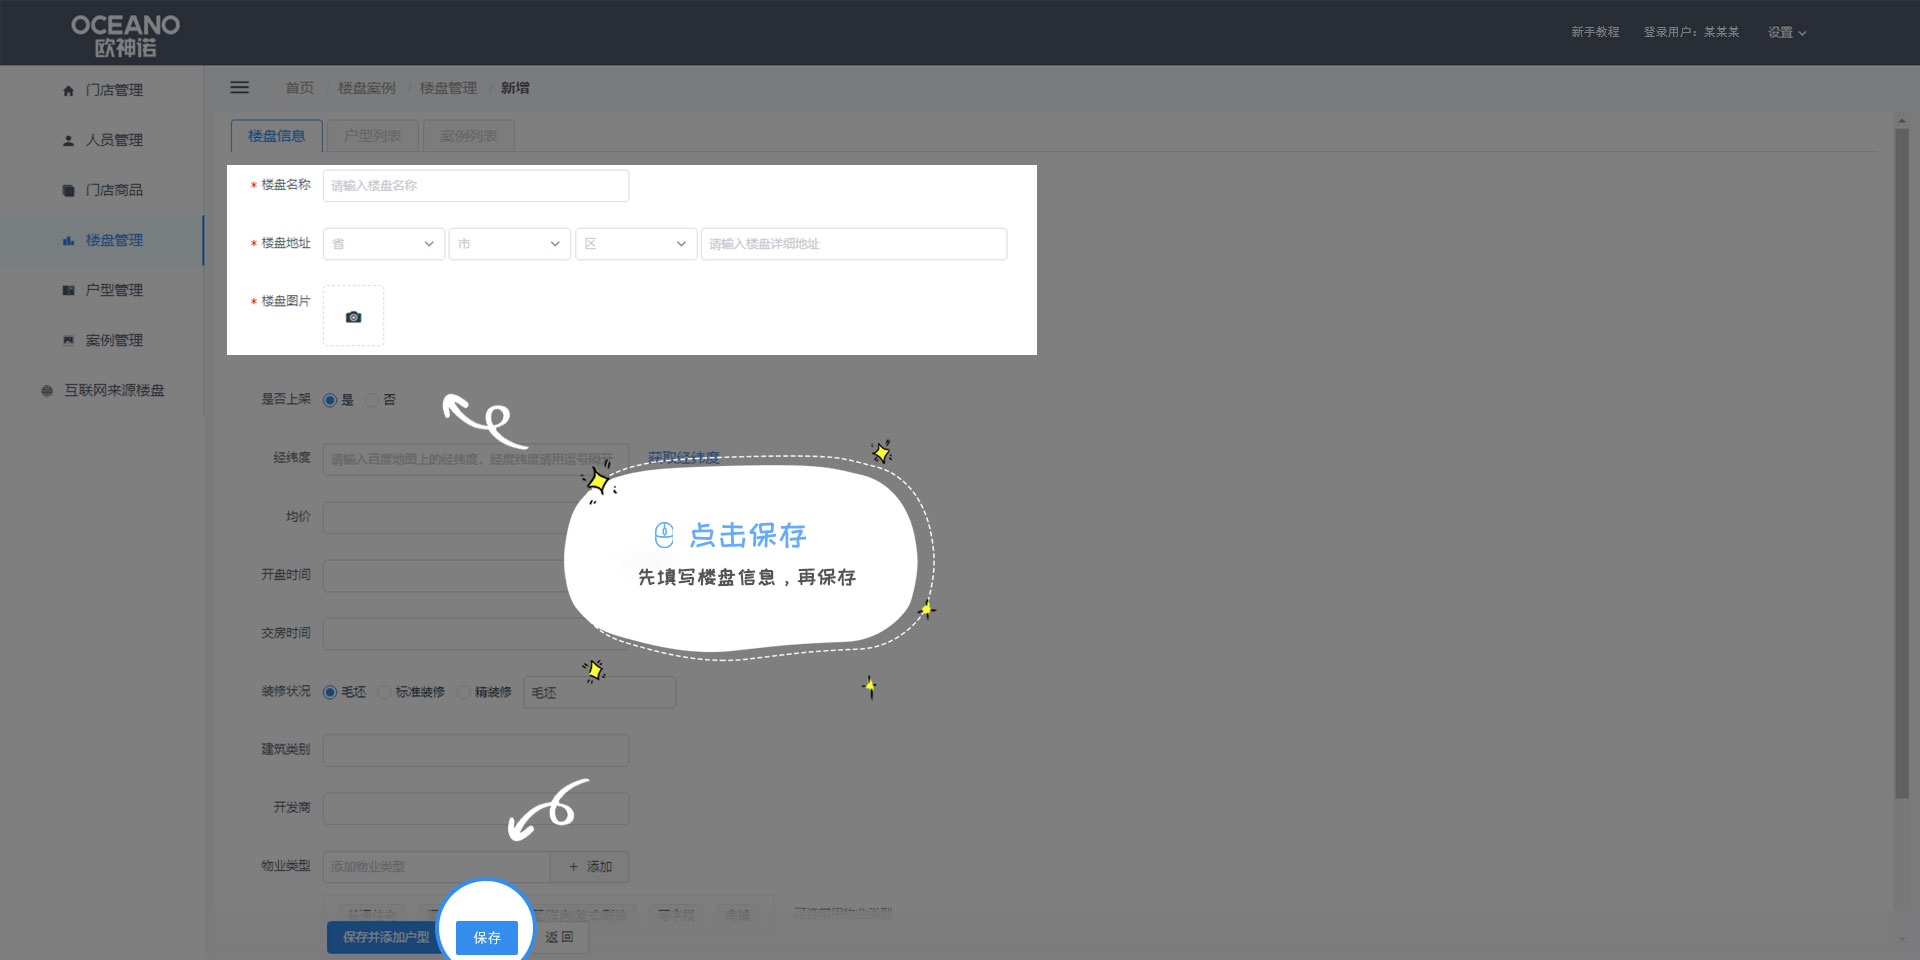 OCEANO
欧神诺
新手教程 登录用户：某某某 设置
门店管理
人员管理
门店商品
楼盘管理
户型管理
案例管理
互联网来源楼盘
首页 / 楼盘案例 / 楼盘管理 / 新增
楼盘信息 户型列表 案例列表
* 楼盘名称 请输入楼盘名称
* 楼盘地址 省 市 区 请输入楼盘详细地址
* 楼盘图片
是否上架 是 否
经纬度 请输入百度地图上的经纬度，经度纬度请用逗号隔开 获取经纬度
均价
开盘时间
交房时间
点击保存
先填写楼盘信息，再保存
装修状况 毛坯 标准装修 精装修 毛坯
建筑类别
开发商
物业类型 添加物业类型 + 添加
普通住宅 洋房/复式/联排 写字楼 商铺 可选常用物业类型
保存并添加户型 保存 返回